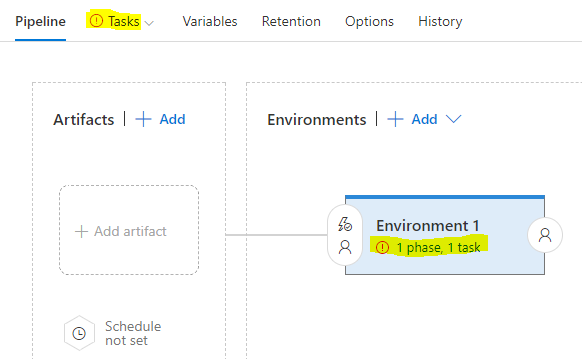 Pipeline Tasks Variables Retention Options History
Artifacts | + Add Environments | + Add
+ Add artifact
Environment 1
1 phase, 1 task
Schedule
not set